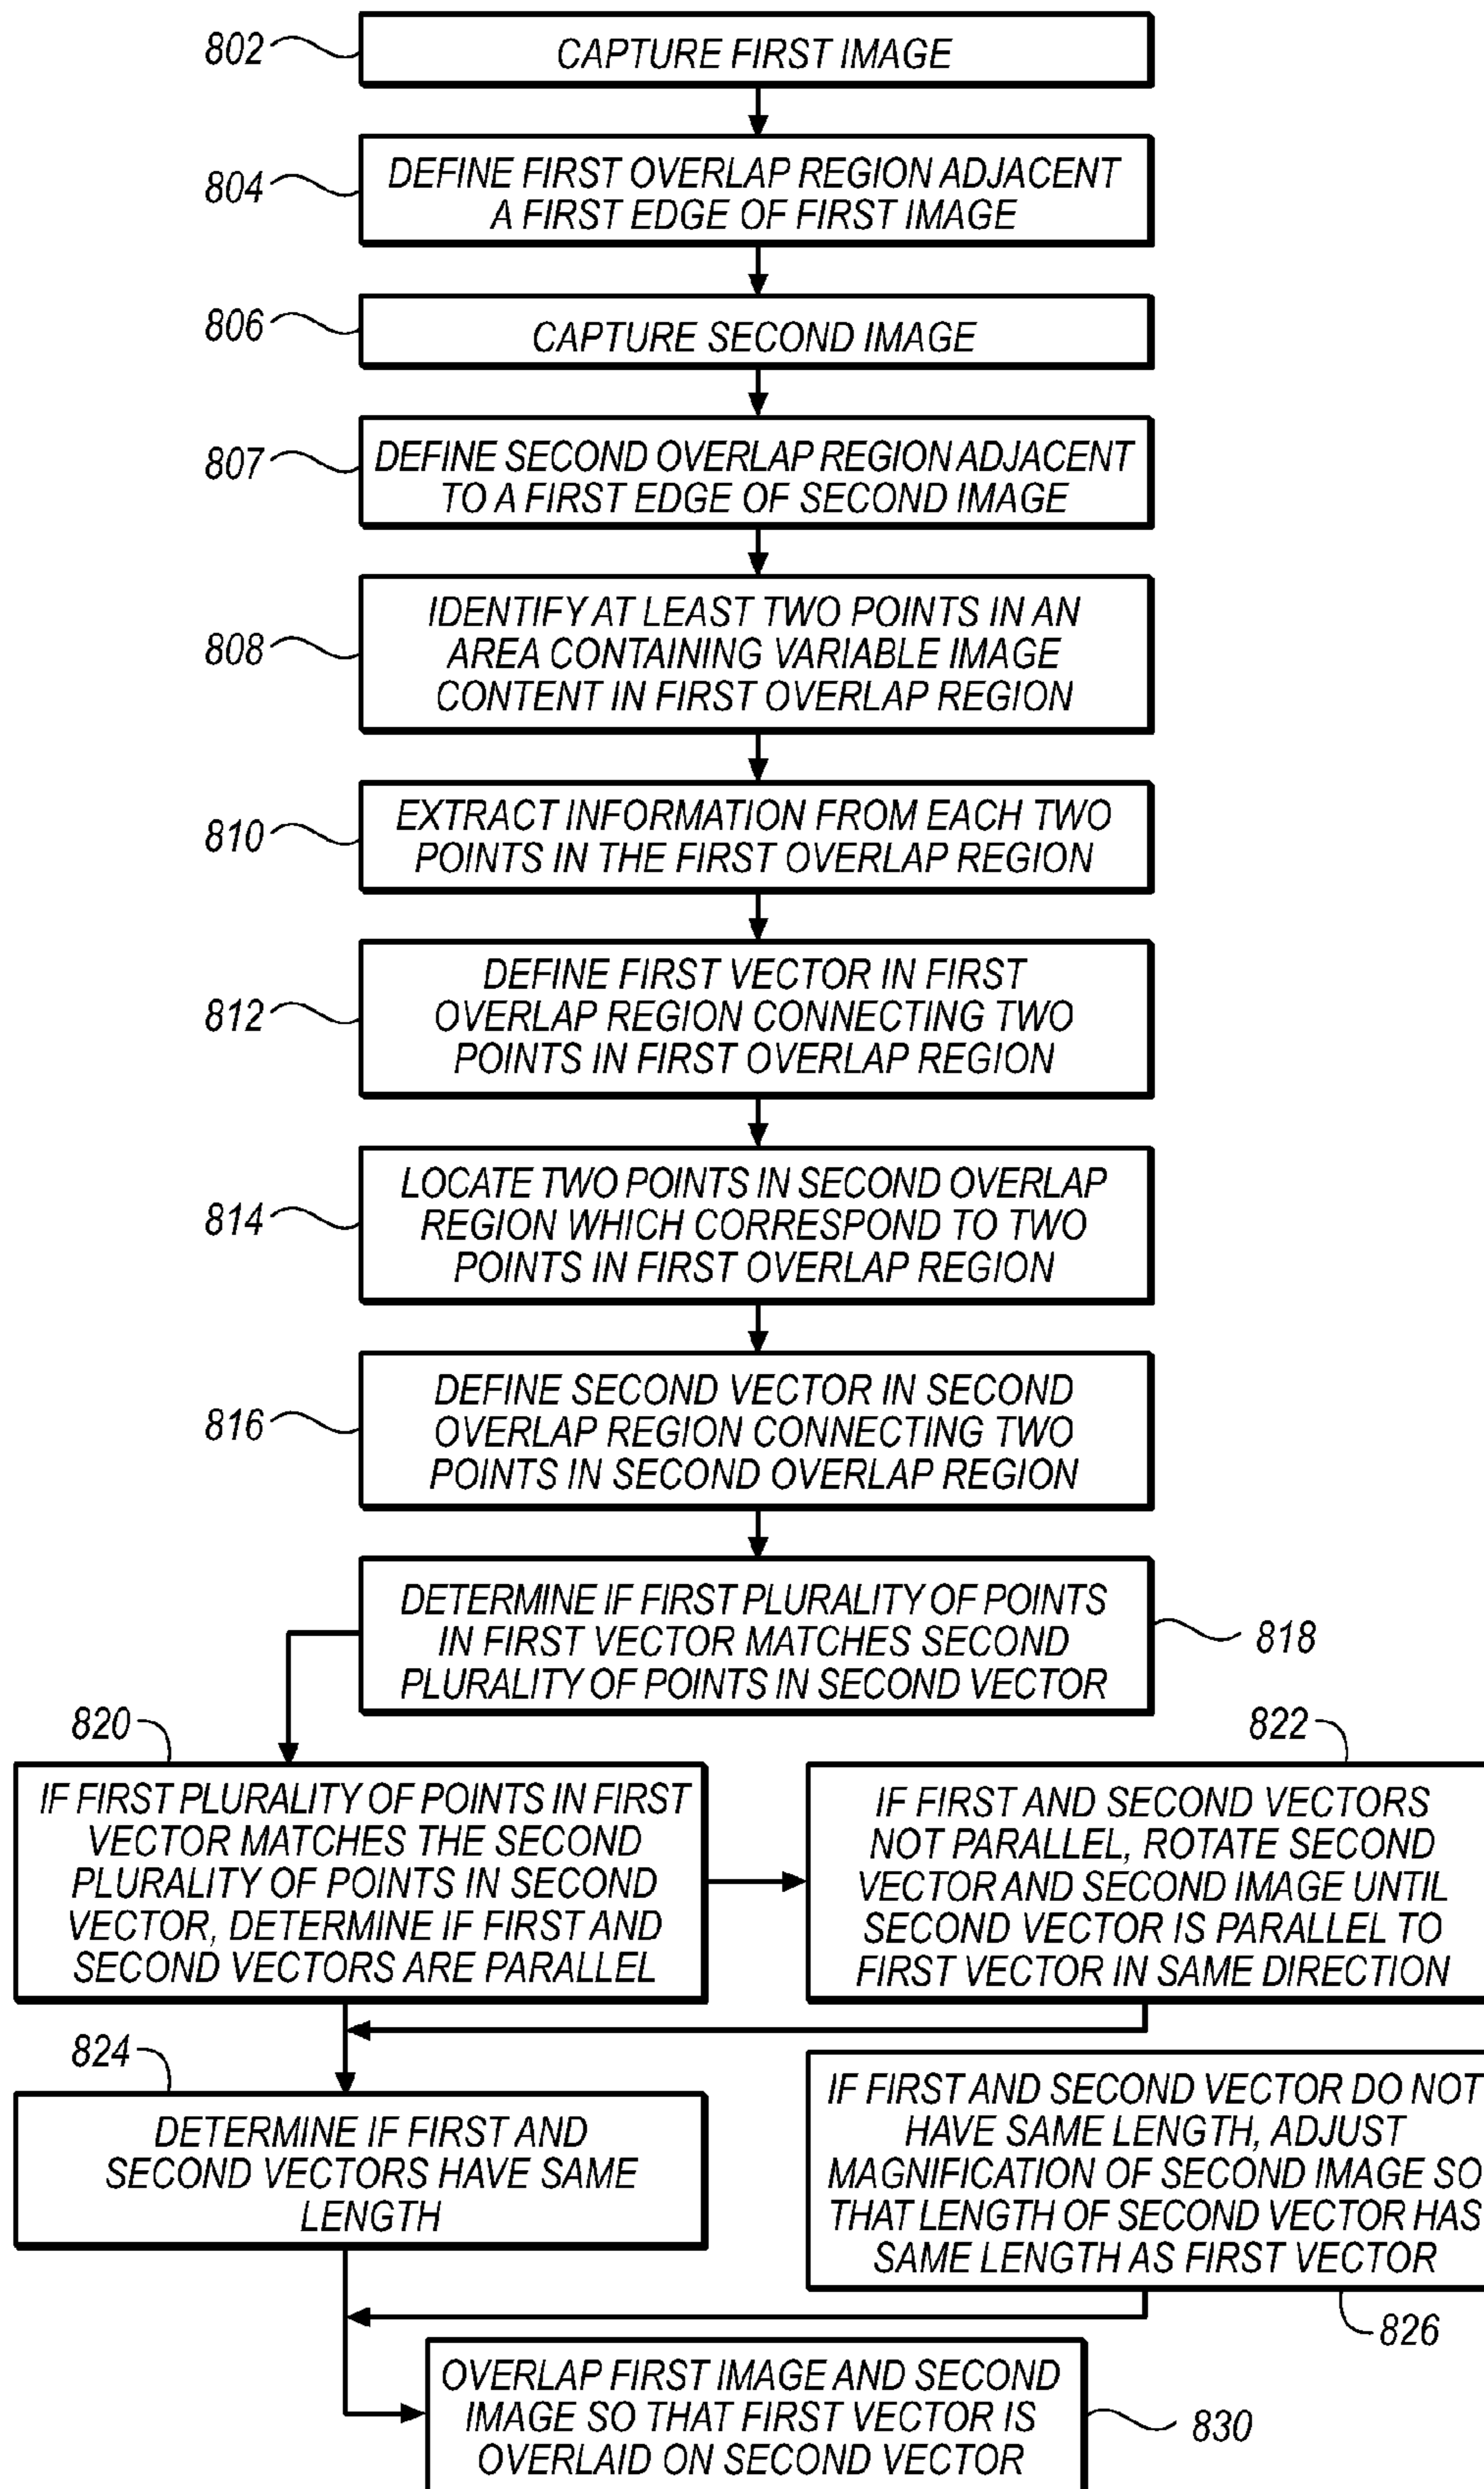 802
CAPTURE FIRST IMAGE
804
DEFINE FIRST OVERLAP REGION ADJACENT
A FIRST EDGE OF FIRST IMAGE
806
CAPTURE SECOND IMAGE
807
DEFINE SECOND OVERLAP REGION ADJACENT
TO A FIRST EDGE OF SECOND IMAGE
808
IDENTIFY AT LEAST TWO POINTS IN AN
AREA CONTAINING VARIABLE IMAGE
CONTENT IN FIRST OVERLAP REGION
810
EXTRACT INFORMATION FROM EACH TWO
POINTS IN THE FIRST OVERLAP REGION
812
DEFINE FIRST VECTOR IN FIRST
OVERLAP REGION CONNECTING TWO
POINTS IN FIRST OVERLAP REGION
814
LOCATE TWO POINTS IN SECOND OVERLAP
REGION WHICH CORRESPOND TO TWO
POINTS IN FIRST OVERLAP REGION
816
DEFINE SECOND VECTOR IN SECOND
OVERLAP REGION CONNECTING TWO
POINTS IN SECOND OVERLAP REGION
818
DETERMINE IF FIRST PLURALITY OF POINTS
IN FIRST VECTOR MATCHES SECOND
PLURALITY OF POINTS IN SECOND VECTOR
820
IF FIRST PLURALITY OF POINTS IN FIRST
VECTOR MATCHES THE SECOND
PLURALITY OF POINTS IN SECOND
VECTOR, DETERMINE IF FIRST AND
SECOND VECTORS ARE PARALLEL
822
IF FIRST AND SECOND VECTORS
NOT PARALLEL, ROTATE SECOND
VECTOR AND SECOND IMAGE UNTIL
SECOND VECTOR IS PARALLEL TO
FIRST VECTOR IN SAME DIRECTION
824
DETERMINE IF FIRST AND
SECOND VECTORS HAVE SAME
LENGTH
IF FIRST AND SECOND VECTOR DO NOT
HAVE SAME LENGTH, ADJUST
MAGNIFICATION OF SECOND IMAGE SO
THAT LENGTH OF SECOND VECTOR HAS
SAME LENGTH AS FIRST VECTOR
826
OVERLAP FIRST IMAGE AND SECOND
IMAGE SO THAT FIRST VECTOR IS
OVERLAID ON SECOND VECTOR
830